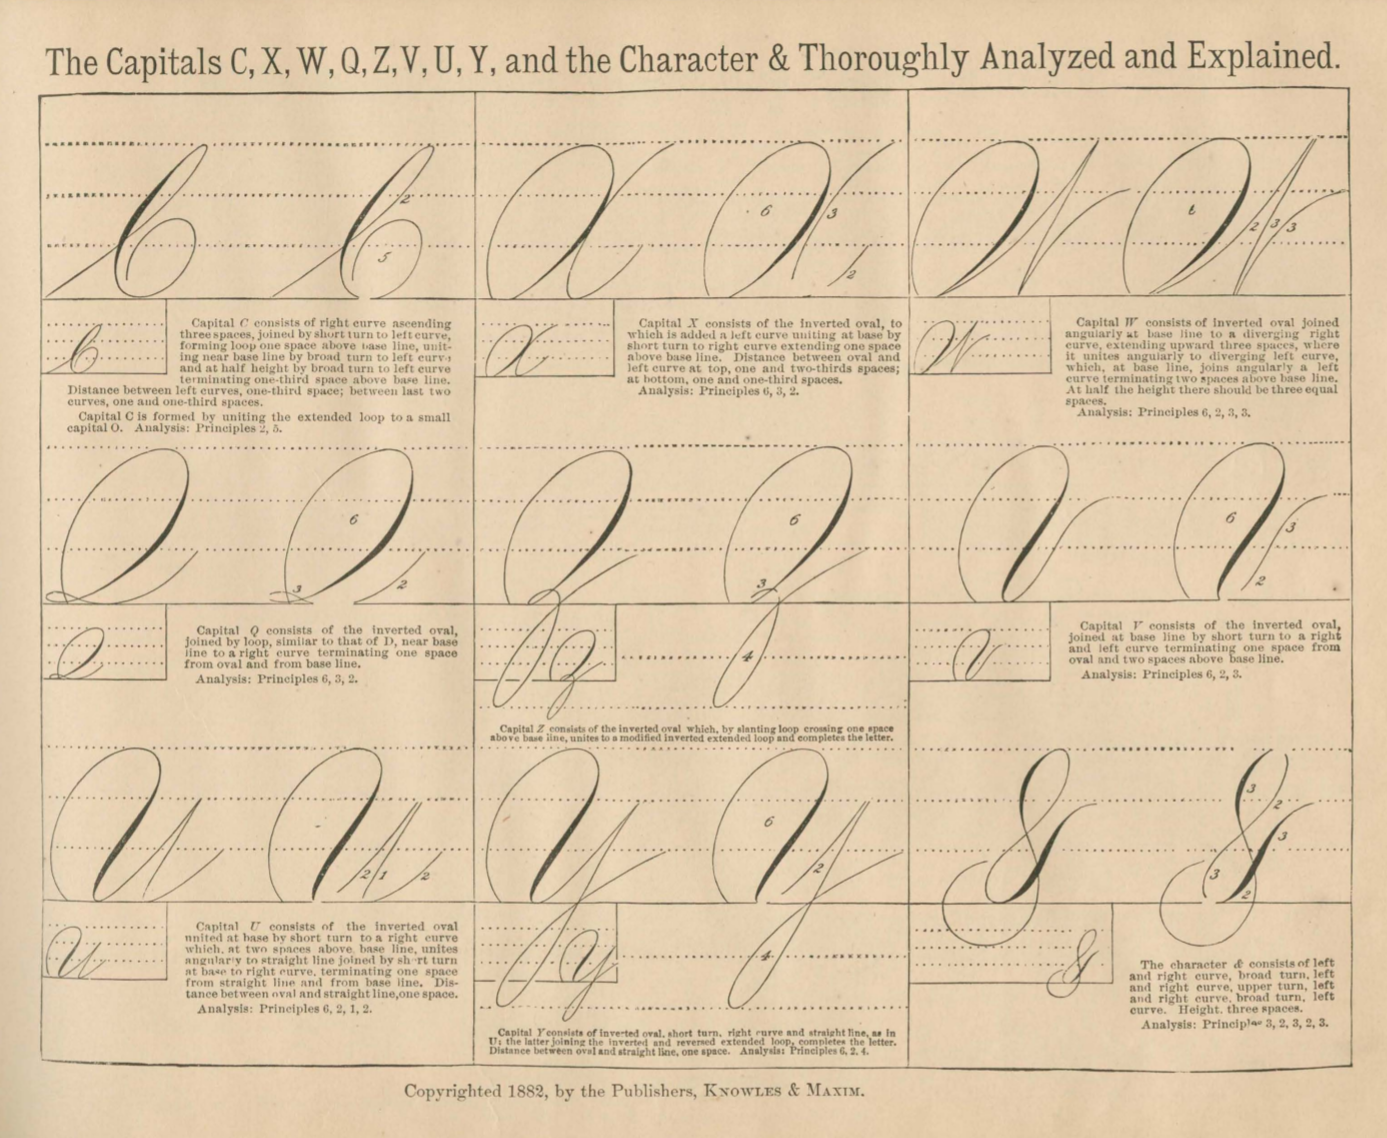 The Capitals C, X, W, Q, Z, V, U, Y, and the Character & Thoroughly Analyzed and Explained.
C C 2 5
X X 6 3 2
W W 6 2 3 3
C
Capital C consists of right curve ascending
three spaces, joined by short turn to left curve,
forming loop one space above base line, unit-
ing near base line by broad turn to left curve
and at half height by broad turn to left curve
terminating one-third space above base line.
Distance between left curves, one-third space; between last two
curves, one and one-third spaces.
Capital C is formed by uniting the extended loop to a small
capital O. Analysis: Principles 2, 5.
X
Capital X consists of the inverted oval, to
which is added a left curve uniting at base by
short turn to right curve extending one space
above base line. Distance between oval and
left curve at top, one and two-thirds spaces;
at bottom, one and one-third spaces.
Analysis: Principles 6, 3, 2.
W
Capital W consists of inverted oval joined
angularly at base line to a diverging right
curve, extending upward three spaces, where
it unites angularly to diverging left curve,
which, at base line, joins angularly a left
curve terminating two spaces above base line.
At half the height there should be three equal
spaces.
Analysis: Principles 6, 2, 3, 3.
Q Q 6 3 2
Z Z 6 3 4
V V 6 3 2
Q
Capital Q consists of the inverted oval,
joined by loop, similar to that of D, near base
line to a right curve terminating one space
from oval and from base line.
Analysis: Principles 6, 3, 2.
Z
Capital Z consists of the inverted oval which, by slanting loop crossing one space
above base line, unites to a modified inverted extended loop and completes the letter.
V
Capital V consists of the inverted oval,
joined at base line by short turn to a right
and left curve terminating one space from
oval and two spaces above base line.
Analysis: Principles 6, 2, 3.
U U 2 1 2
Y Y 6 2 4
& & 3 2 3 3 2
U
Capital U consists of the inverted oval
united at base by short turn to a right curve
which, at two spaces above base line, unites
angularly to straight line joined by short turn
at base to right curve, terminating one space
from straight line and from base line. Dis-
tance between oval and straight line, one space.
Analysis: Principles 6, 2, 1, 2.
Y
Capital Y consists of inverted oval, short turn, right curve and straight line, as in
U; the latter joining the inverted and reversed extended loop, completes the letter.
Distance between oval and straight line, one space. Analysis: Principles 6, 2, 4.
&
The character & consists of left
and right curve, broad turn, left
and right curve, upper turn, left
and right curve, broad turn, left
curve. Height, three spaces.
Analysis: Principles 3, 2, 3, 2, 3.
Copyrighted 1882, by the Publishers, KNOWLES & MAXIM.